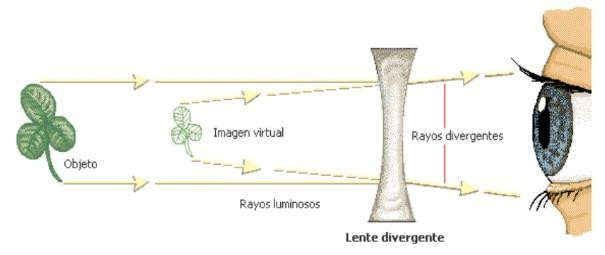 Imagen virtual
Rayos divergentes
Objeto
Rayos luminosos
Lente divergente